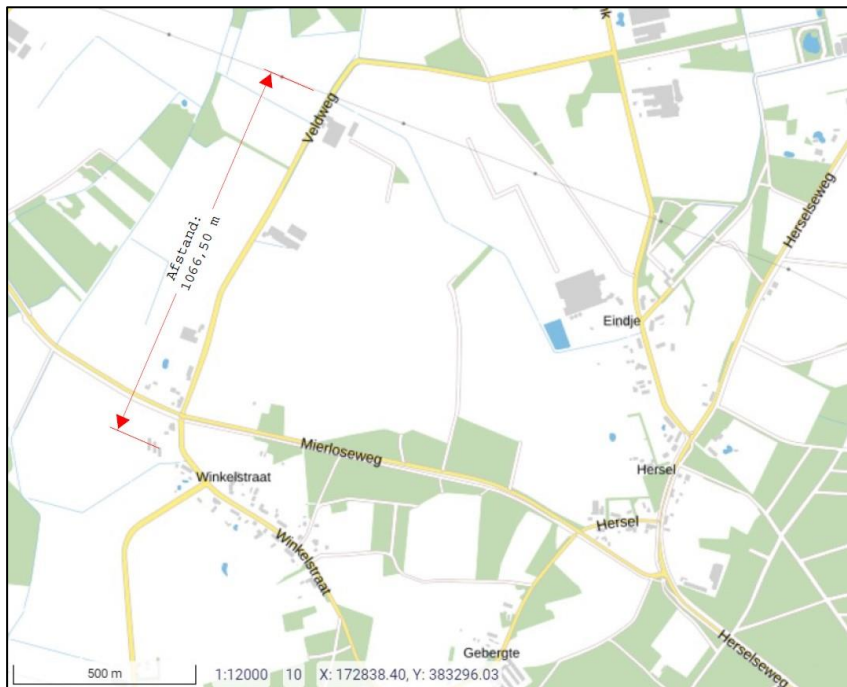 nk
Veldweg
Herselseweg
Afstand:
1066,50 m
Eindje
Mierloseweg
Hersel
Winkelstraat
Hersel
Winkelstraat
Gebergte
Herselseweg
500 m
1:12000 10 X: 172838.40, Y: 383296.03